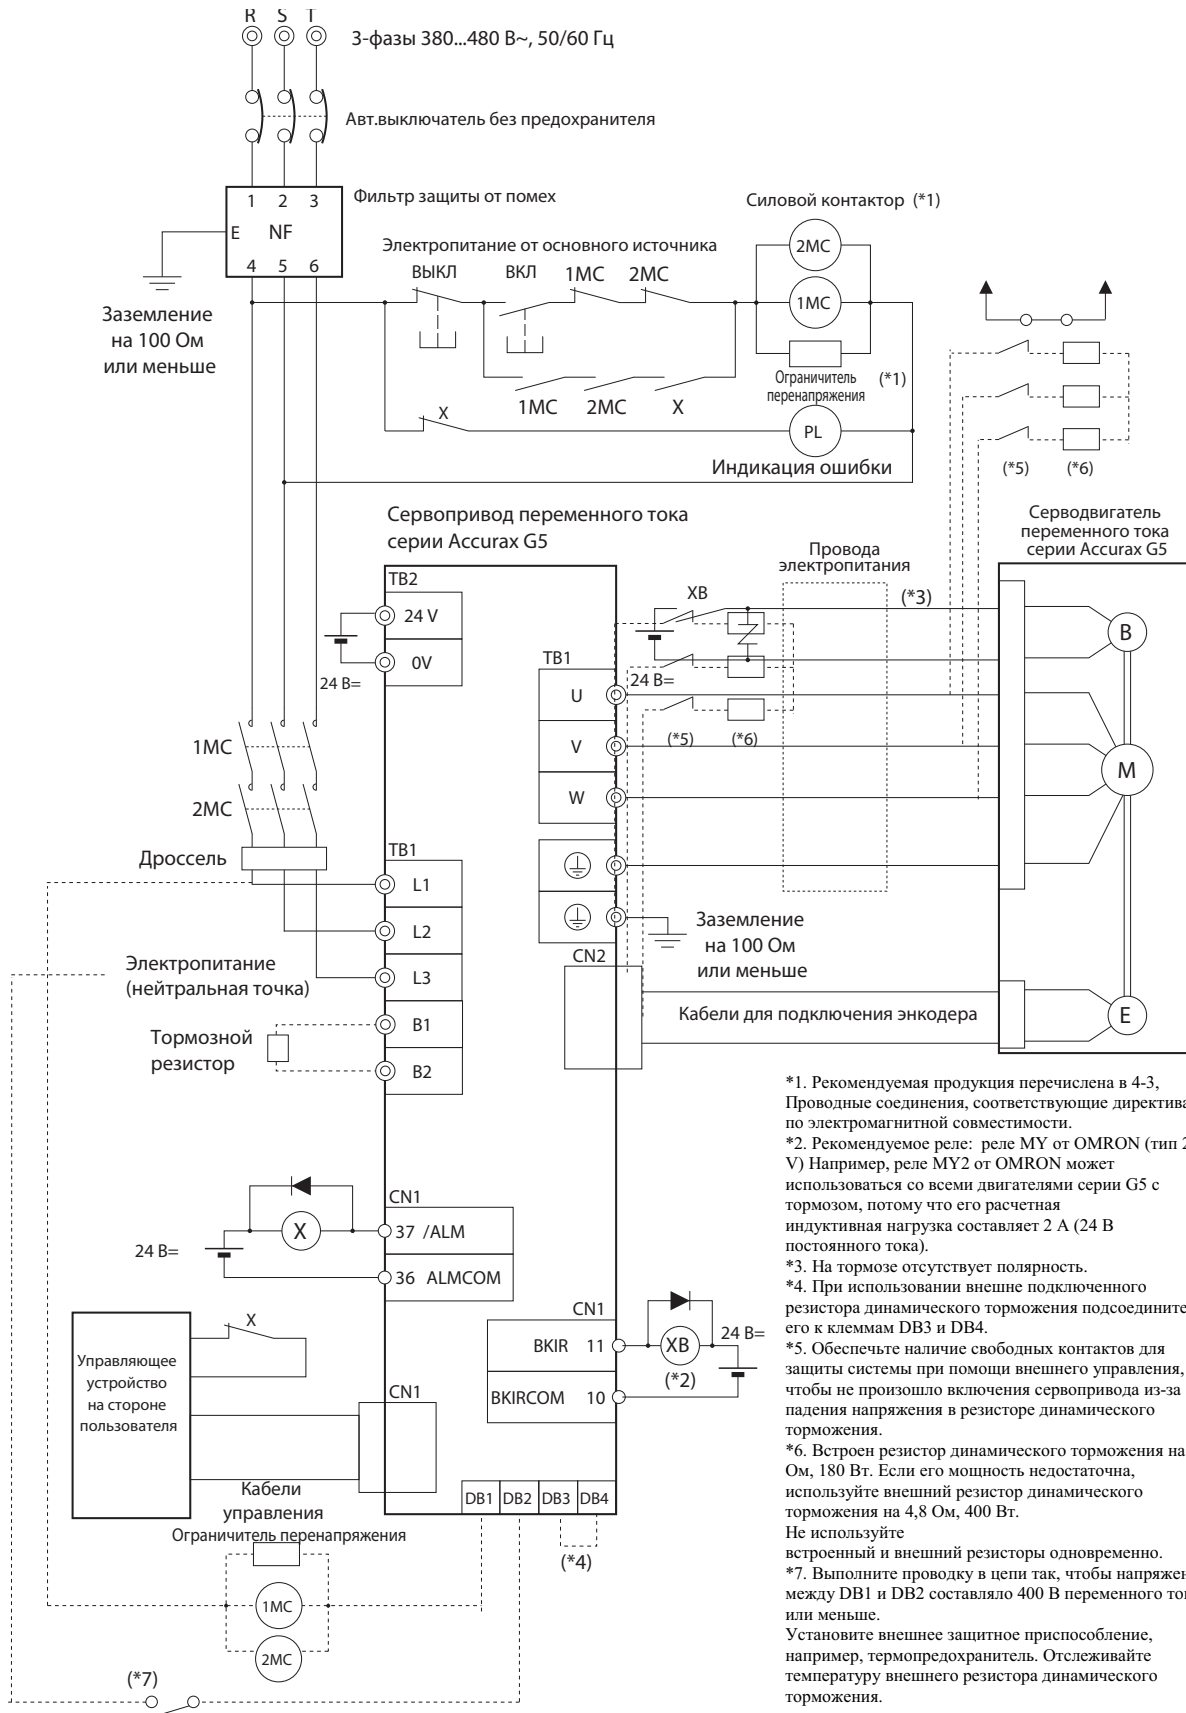 R S T
3-фазы 380...480 В~, 50/60 Гц
Авт.выключатель без предохранителя
1 2 3
Фильтр защиты от помех
E NF
4 5 6
Силовой контактор (*1)
2MC
Электропитание от основного источника
ВЫКЛ ВКЛ 1MC 2MC
1MC
Заземление
на 100 Ом
или меньше
Ограничитель
перенапряжения
(*1)
1MC 2MC X
X
PL
Индикация ошибки
(*5) (*6)
Сервопривод переменного тока
серии Accurax G5
Серводвигатель
переменного тока
серии Accurax G5
Провода
электропитания
TB2
24 V
0V
24 В=
XB
(*3)
B
TB1
24 В=
U
V
W
(*5) (*6)
M
1MC
2MC
Дроссель
TB1
L1
L2
L3
B1
B2
Заземление
на 100 Ом
или меньше
CN2
Электропитание
(нейтральная точка)
Кабели для подключения энкодера
E
Тормозной
резистор
CN1
X
37 /ALM
24 В=
36 ALMCOM
CN1
BKIR 11
XB
24 В=
(*2)
BKIRCOM 10
X
Управляющее
устройство
на стороне
пользователя
CN1
Кабели
управления
DB1 DB2 DB3 DB4
(*4)
Ограничитель перенапряжения
1MC
2MC
(*7)
*1. Рекомендуемая продукция перечислена в 4-3,
Проводные соединения, соответствующие директива
по электромагнитной совместимости.
*2. Рекомендуемое реле: реле MY от OMRON (тип 2
V) Например, реле MY2 от OMRON может
использоваться со всеми двигателями серии G5 с
тормозом, потому что его расчетная
индуктивная нагрузка составляет 2 А (24 В
постоянного тока).
*3. На тормозе отсутствует полярность.
*4. При использовании внешне подключенного
резистора динамического торможения подсоедините
его к клеммам DB3 и DB4.
*5. Обеспечьте наличие свободных контактов для
защиты системы при помощи внешнего управления,
чтобы не произошло включения сервопривода из-за
падения напряжения в резисторе динамического
торможения.
*6. Встроен резистор динамического торможения на
Ом, 180 Вт. Если его мощность недостаточна,
используйте внешний резистор динамического
торможения на 4,8 Ом, 400 Вт.
Не используйте
встроенный и внешний резисторы одновременно.
*7. Выполните проводку в цепи так, чтобы напряжен
между DB1 и DB2 составляло 400 В переменного то
или меньше.
Установите внешнее защитное приспособление,
например, термопредохранитель. Отслеживайте
температуру внешнего резистора динамического
торможения.